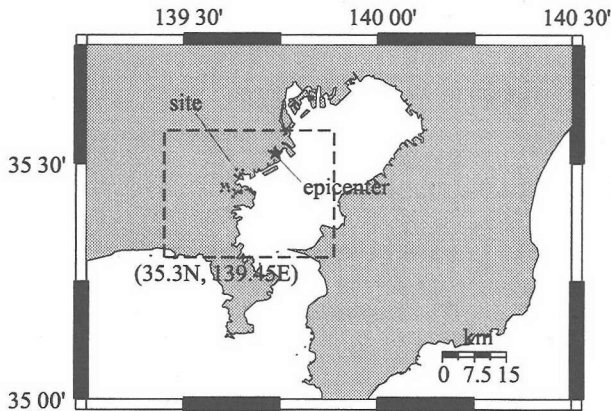 139 30' 140 00' 140 30'
site
35 30'
epicenter
(35.3N, 139.45E)
km
0 7.5 15
35 00'